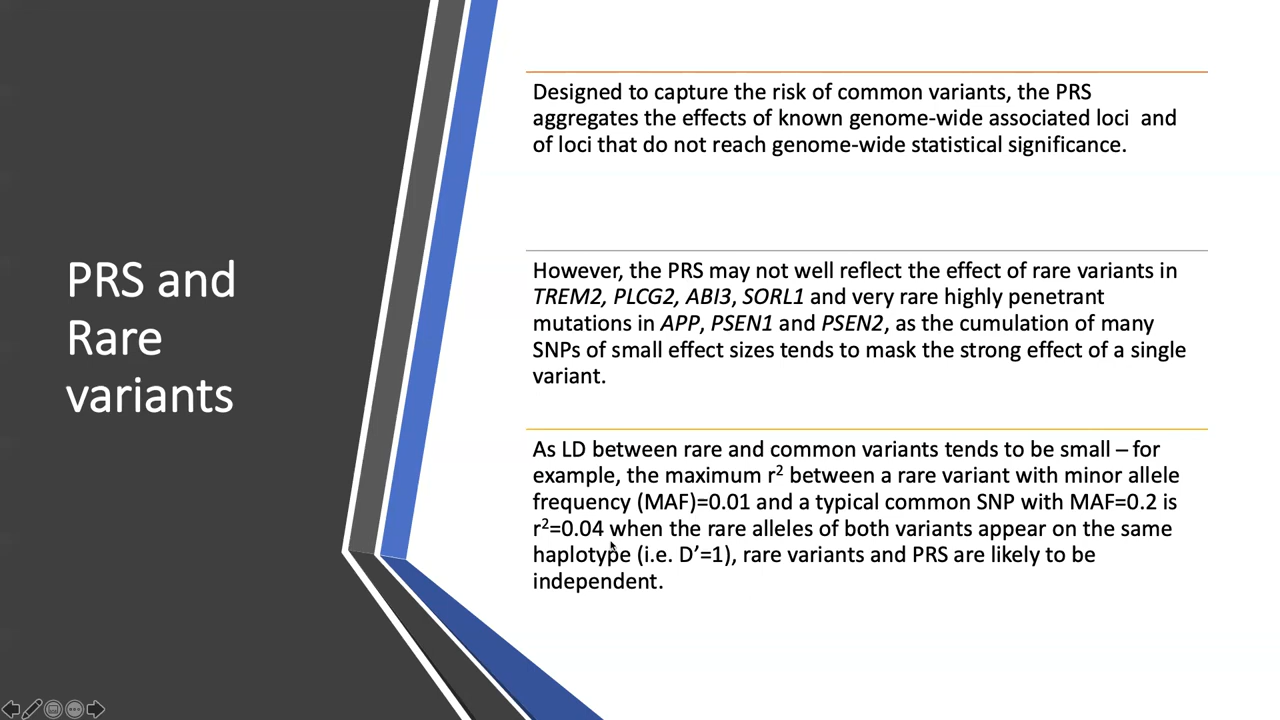 PRS and
Rare
variants
Designed to capture the risk of common variants, the PRS
aggregates the effects of known genome-wide associated loci and
of loci that do not reach genome-wide statistical significance.
However, the PRS may not well reflect the effect of rare variants in
TREM2, PLCG2, ABI3, SORL1 and very rare highly penetrant
mutations in APP, PSEN1 and PSEN2, as the cumulation of many
SNPs of small effect sizes tends to mask the strong effect of a single
variant.
As LD between rare and common variants tends to be small – for
example, the maximum r² between a rare variant with minor allele
frequency (MAF)=0.01 and a typical common SNP with MAF=0.2 is
r²=0.04 when the rare alleles of both variants appear on the same
haplotype (i.e. D’=1), rare variants and PRS are likely to be
independent.